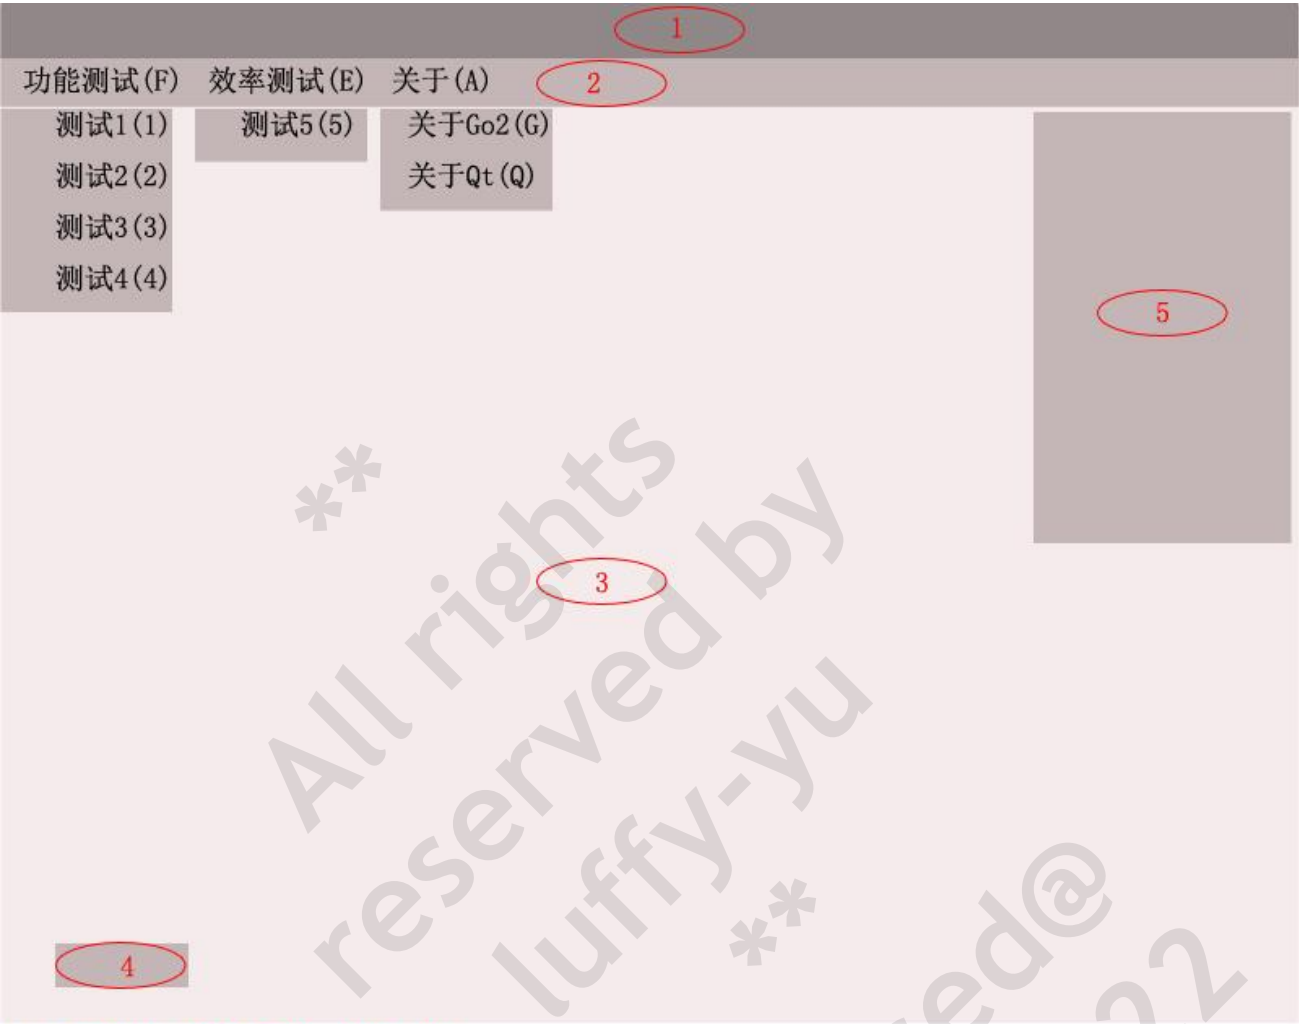 1
功能测试(F) 效率测试(E) 关于(A) 2
测试1(1) 测试5(5) 关于Go2(G)
测试2(2) 关于Qt(Q)
测试3(3)
测试4(4)
5
3
4
**
All rights
reserved by
luffy-yu
**
ed@
22